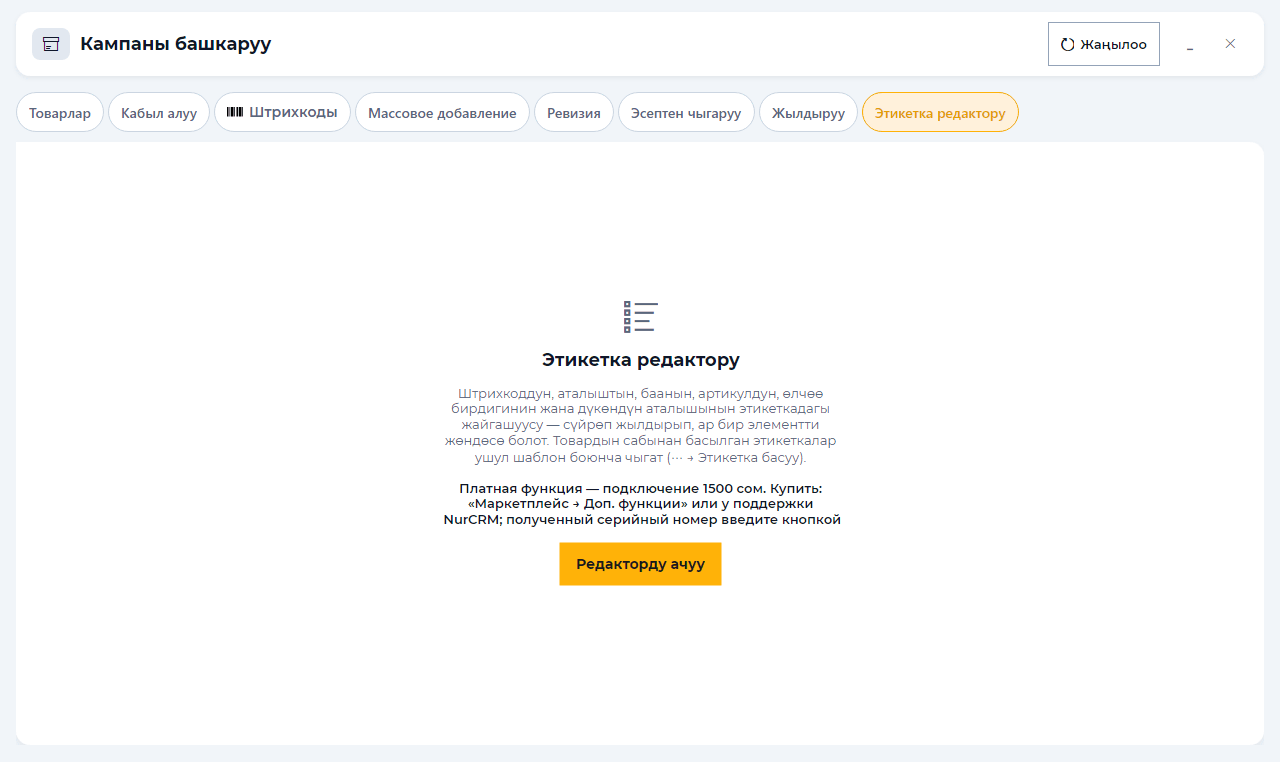 Кампаны башкаруу
Жаңылоо
Товарлар
Кабыл алуу
Штрихкоды
Массовое добавление
Ревизия
Эсептен чыгаруу
Жылдыруу
Этикетка редактору
Этикетка редактору
Штрихкоддун, аталыштын, баанын, артикулдун, өлчөө
бирдигинин жана дүкөндүн аталышынын этикеткадагы
жайгашуусу — сүйрөп жылдырып, ар бир элементти
жөндөсө болот. Товардын сабынан басылган этикеткалар
ушул шаблон боюнча чыгат (··· → Этикетка басуу).
Платная функция — подключение 1500 сом. Купить:
«Маркетплейс → Доп. функции» или у поддержки
NurCRM; полученный серийный номер введите кнопкой
Редакторду ачуу